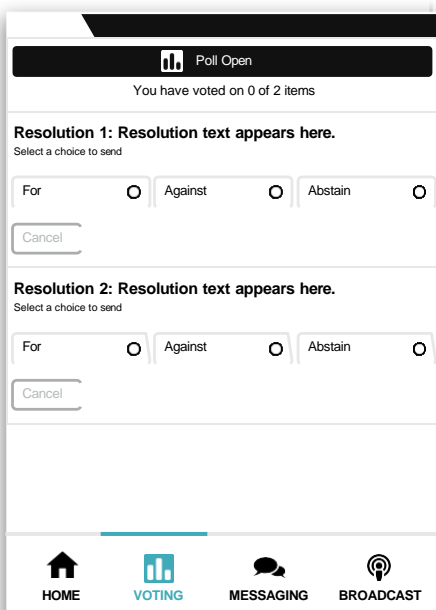 Poll Open
You have voted on 0 of 2 items
Resolution 1: Resolution text appears here.
Select a choice to send
For Against Abstain
Cancel
Resolution 2: Resolution text appears here.
Select a choice to send
For Against Abstain
Cancel
HOME VOTING MESSAGING BROADCAST